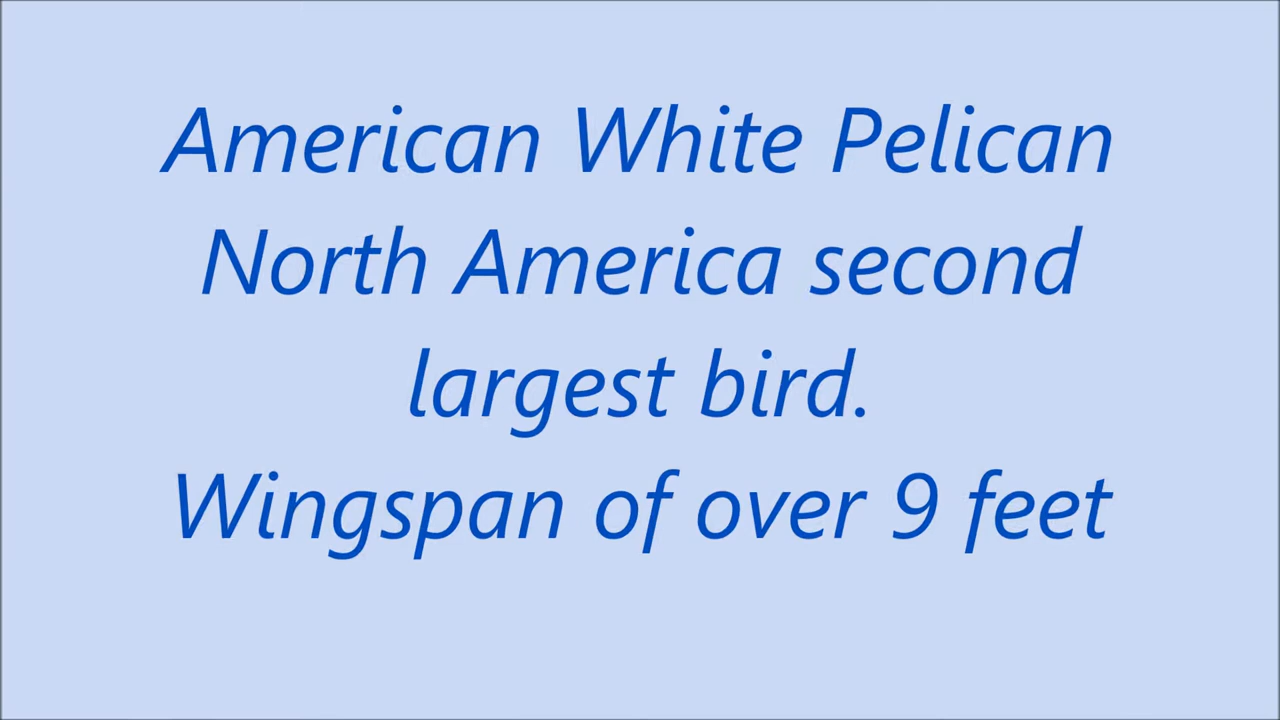 American White Pelican
North America second
largest bird.
Wingspan of over 9 feet